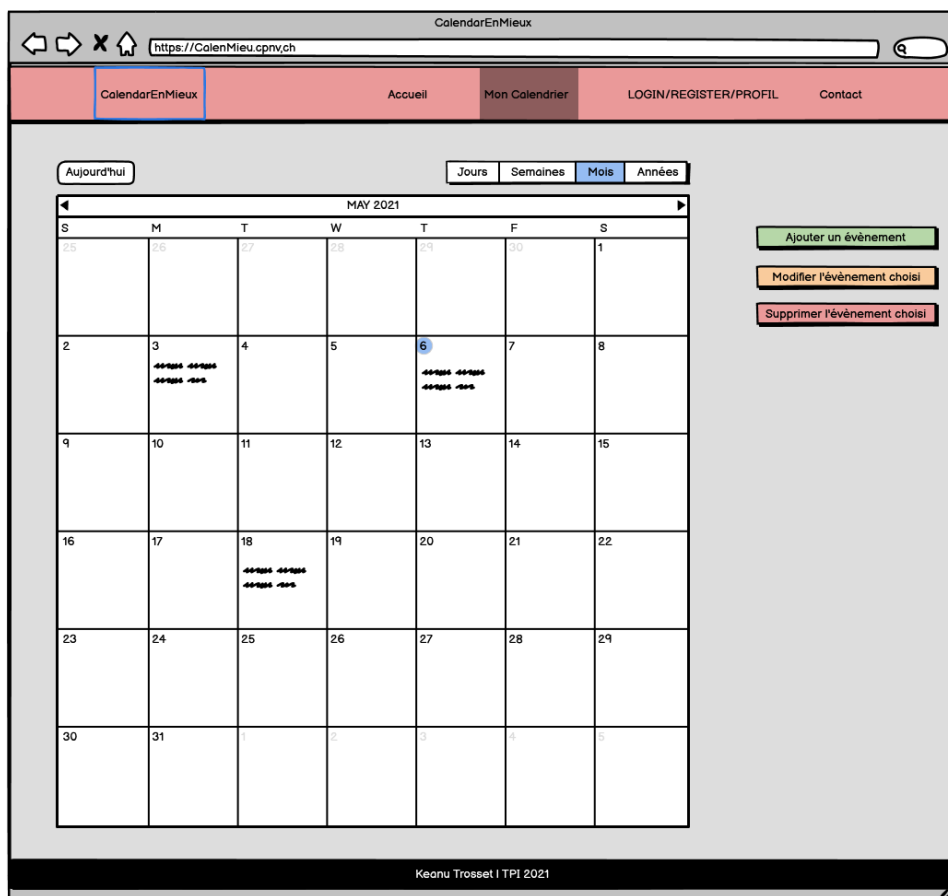 CalendarEnMieux
https://CalenMieu.cpnv,ch
CalendarEnMieux Accueil Mon Calendrier LOGIN/REGISTER/PROFIL Contact
Aujourd'hui Jours Semaines Mois Années
MAY 2021
S M T W T F S
25 26 27 28 29 30 1
Ajouter un évènement
Modifier l'évènement choisi
Supprimer l'évènement choisi
2 3 4 5 6 7 8
9 10 11 12 13 14 15
16 17 18 19 20 21 22
23 24 25 26 27 28 29
30 31 1 2 3 4 5
Keanu Trosset | TPI 2021